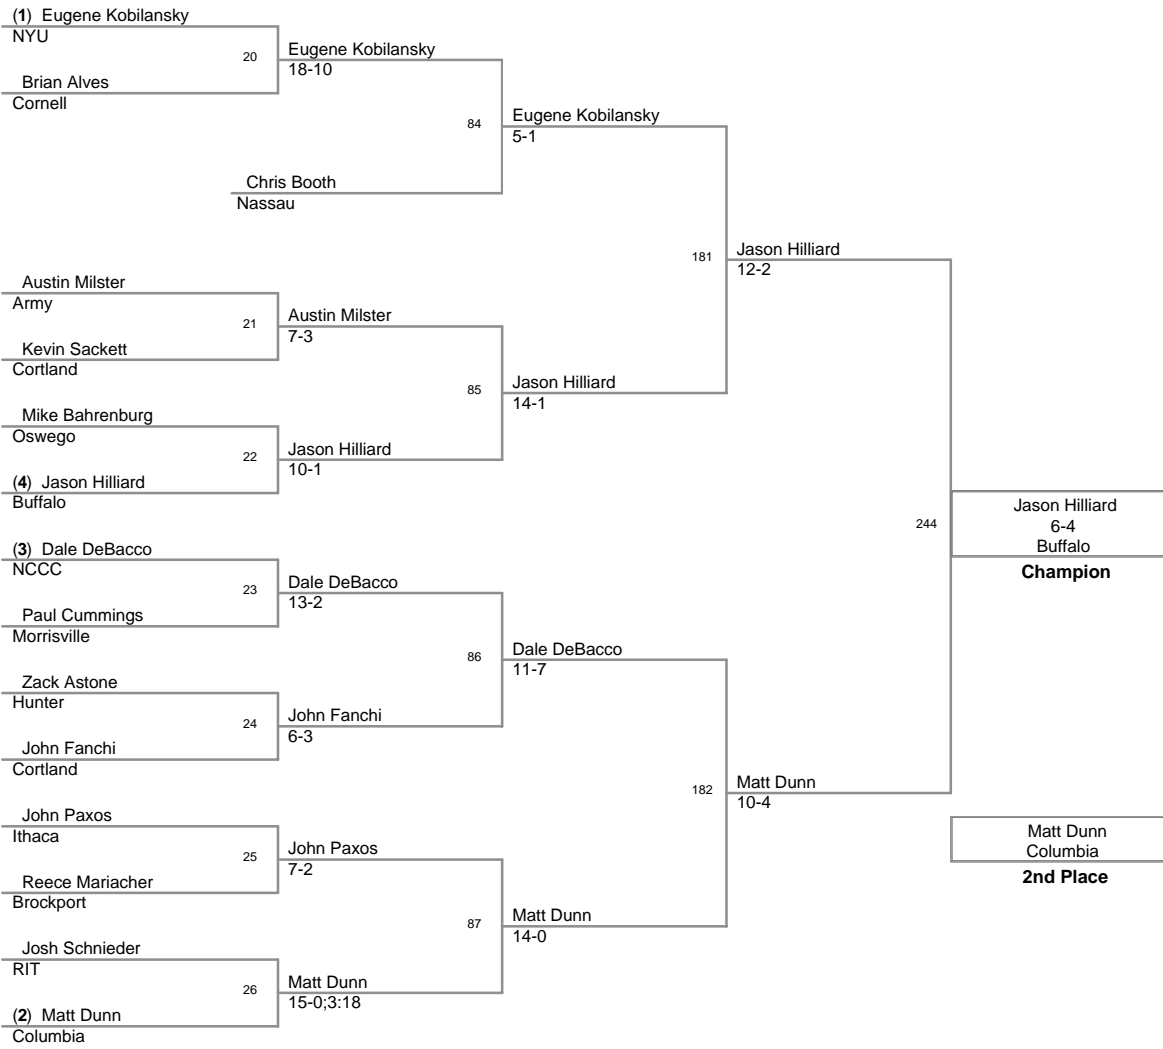 (1) Eugene Kobilansky
NYU
20
Eugene Kobilansky
18-10
Brian Alves
Cornell
84
Eugene Kobilansky
5-1
Chris Booth
Nassau
181
Jason Hilliard
12-2
Austin Milster
Army
21
Austin Milster
7-3
Kevin Sackett
Cortland
85
Jason Hilliard
14-1
Mike Bahrenburg
Oswego
22
Jason Hilliard
10-1
(4) Jason Hilliard
Buffalo
244
Jason Hilliard
6-4
Buffalo
Champion
(3) Dale DeBacco
NCCC
23
Dale DeBacco
13-2
Paul Cummings
Morrisville
86
Dale DeBacco
11-7
Zack Astone
Hunter
24
John Fanchi
6-3
John Fanchi
Cortland
182
Matt Dunn
10-4
John Paxos
Ithaca
25
John Paxos
7-2
Reece Mariacher
Brockport
Matt Dunn
Columbia
2nd Place
87
Matt Dunn
14-0
Josh Schnieder
RIT
26
Matt Dunn
15-0;3:18
(2) Matt Dunn
Columbia